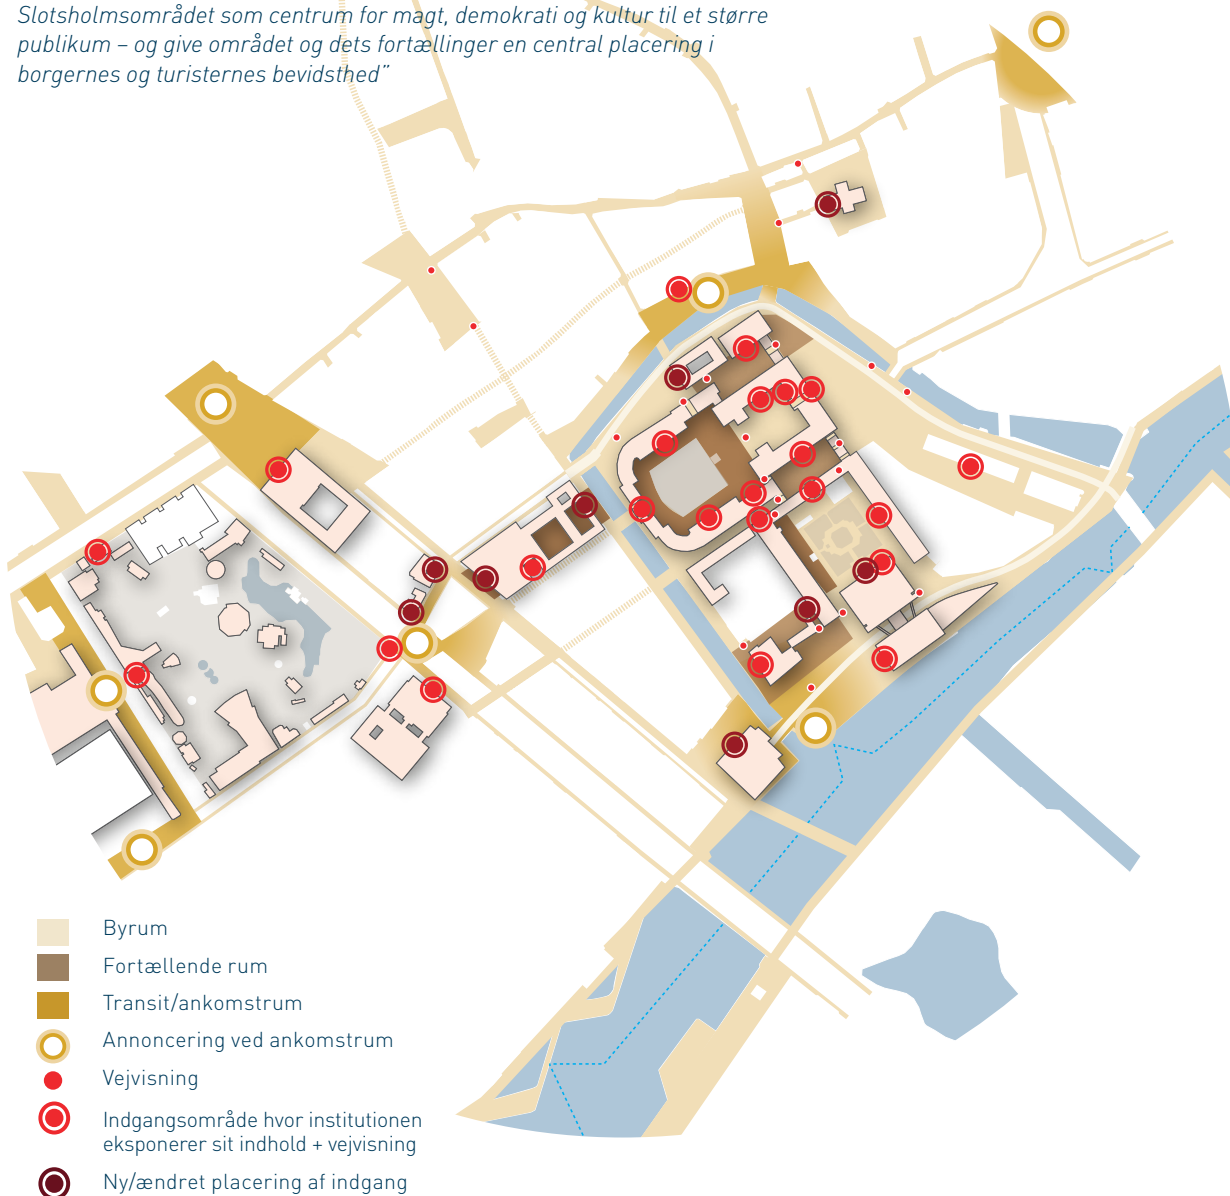 Slotsholmsområdet som centrum for magt, demokrati og kultur til et større
publikum – og give området og dets fortællinger en central placering i
borgernes og turisternes bevidsthed”
Byrum
Fortællende rum
Transit/ankomstrum
Annoncering ved ankomstrum
Vejvisning
Indgangsområde hvor institutionen
eksponerer sit indhold + vejvisning
Ny/ændret placering af indgang